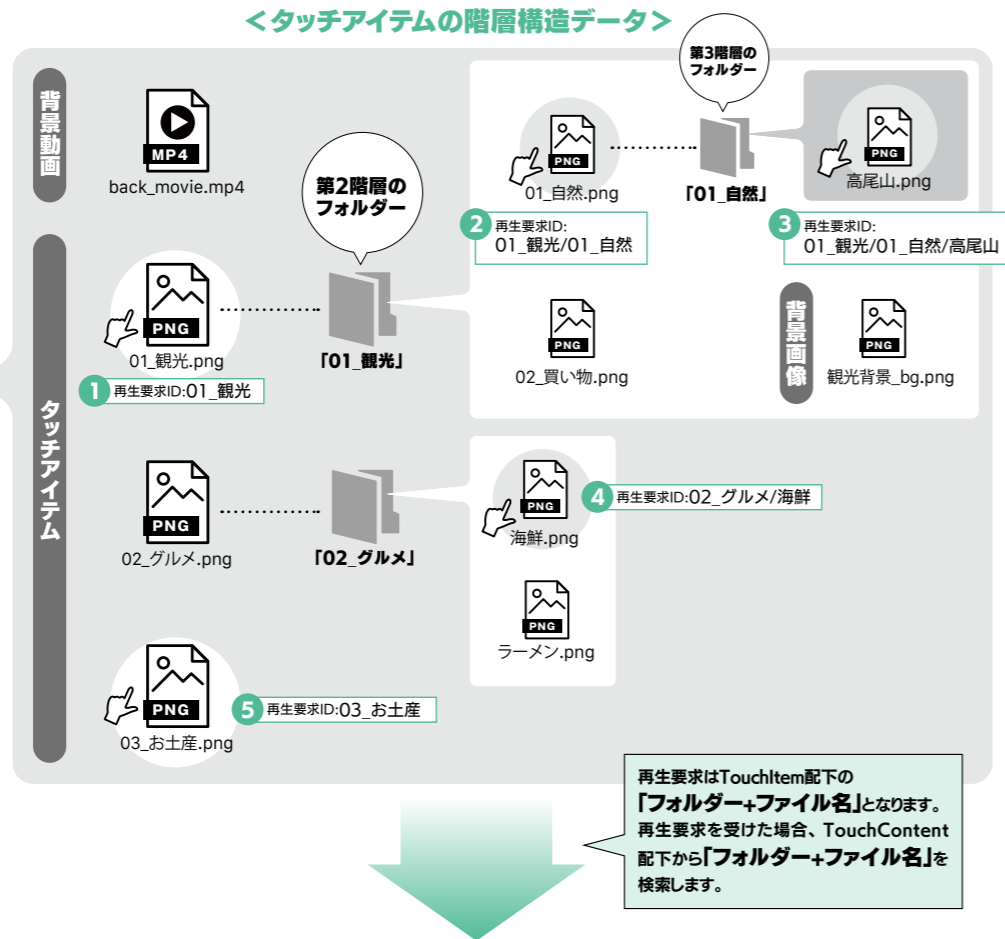 ＜タッチアイテムの階層構造データ＞
背景動画
MP4
back_movie.mp4
第2階層の
フォルダー
第3階層の
フォルダー
PNG
01_自然.png
「01_自然」
PNG
高尾山.png
2 再生要求ID:
01_観光/01_自然
3 再生要求ID:
01_観光/01_自然/高尾山
タッチアイテム
PNG
01_観光.png
「01_観光」
1 再生要求ID:01_観光
PNG
02_買い物.png
背景画像
PNG
観光背景_bg.png
PNG
02_グルメ.png
「02_グルメ」
PNG
海鮮.png
4 再生要求ID:02_グルメ/海鮮
PNG
ラーメン.png
PNG
03_お土産.png
5 再生要求ID:03_お土産
再生要求はTouchItem配下の
「フォルダー+ファイル名」となります。
再生要求を受けた場合、TouchContent
配下から「フォルダー+ファイル名」を
検索します。